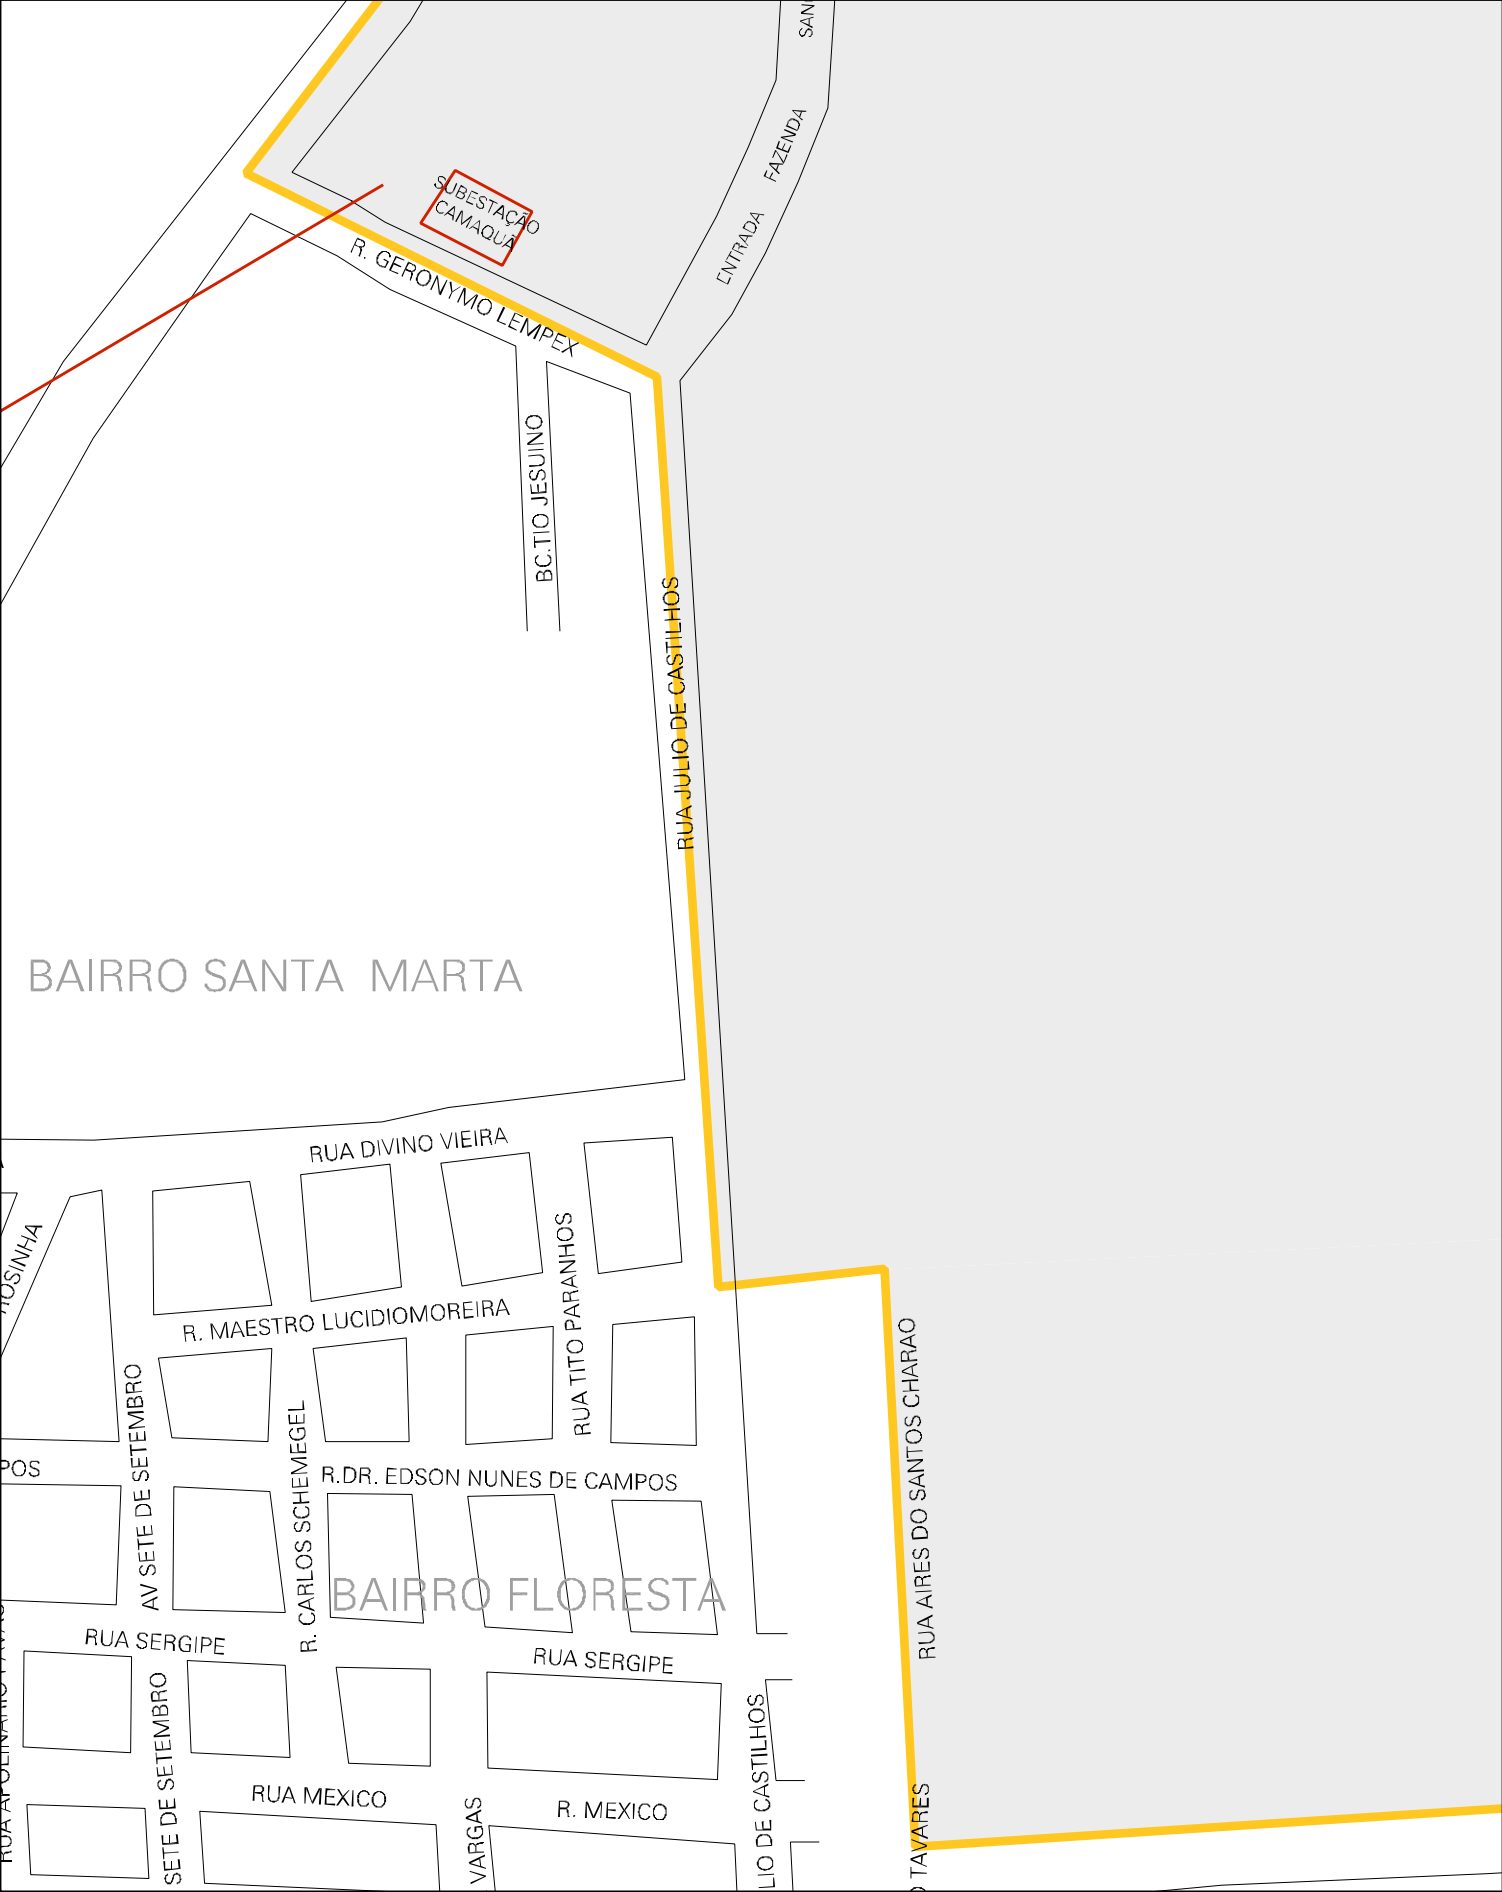 SAN
FAZENDA
ENTRADA
SUBESTAÇÃO
CAMAQUÃ
R. GERONYMO LEMPEX
BC.TIO JESUINO
RUA JULIO DE CASTILHOS
BAIRRO SANTA MARTA
RUA DIVINO VIEIRA
ROSINHA
RUA TITO PARANHOS
R. MAESTRO LUCIDIOMOREIRA
AV SETE DE SETEMBRO
R. CARLOS SCHEMEGEL
RUA AIRES DO SANTOS CHARAO
POS
R.DR. EDSON NUNES DE CAMPOS
BAIRRO FLORESTA
RUA SERGIPE
RUA SERGIPE
SETE DE SETEMBRO
LIO DE CASTILHOS
RUA MEXICO
R. MEXICO
VARGAS
O TAVARES